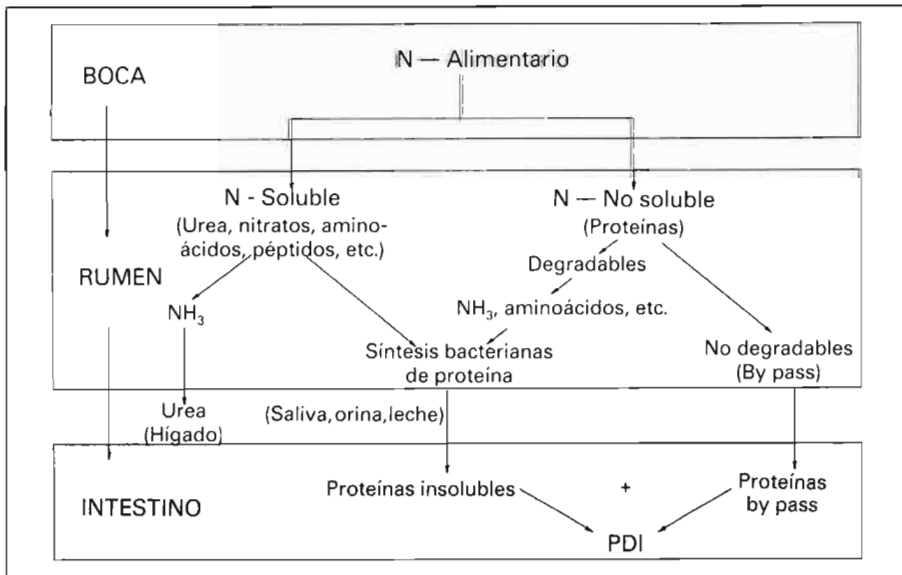 BOCA
N — Alimentario
N - Soluble
(Urea, nitratos, amino-
ácidos, péptidos, etc.)
N — No soluble
(Proteínas)
Degradables
RUMEN
NH₃
NH₃, aminoácidos, etc.
Síntesis bacterianas
de proteína
No degradables
(By pass)
Urea
(Hígado)
(Saliva, orina, leche)
INTESTINO
Proteínas insolubles
+
Proteínas
by pass
PDI